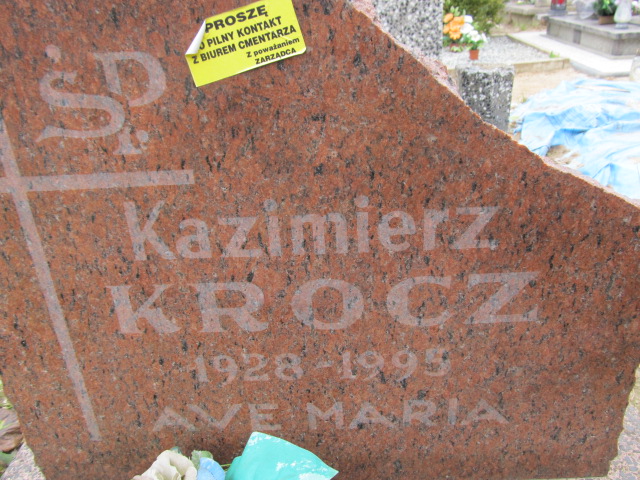 PROSZĘ
O PILNY KONTAKT
Z BIUREM CMENTARZA
Z poważaniem
ZARZĄDCA
ŚP.
Kazimierz
KROCZ
1928-1995
AVE MARIA